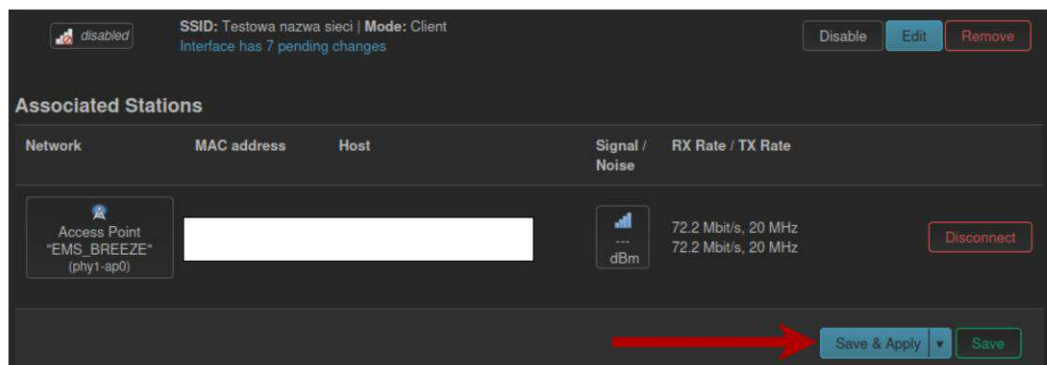 disabled
SSID: Testowa nazwa sieci | Mode: Client
Interface has 7 pending changes
Disable
Edit
Remove
Associated Stations
Network
MAC address
Host
Signal /
Noise
RX Rate / TX Rate
Access Point
"EMS_BREEZE"
(phy1-ap0)
---
dBm
72.2 Mbit/s, 20 MHz
72.2 Mbit/s, 20 MHz
Disconnect
Save & Apply
Save